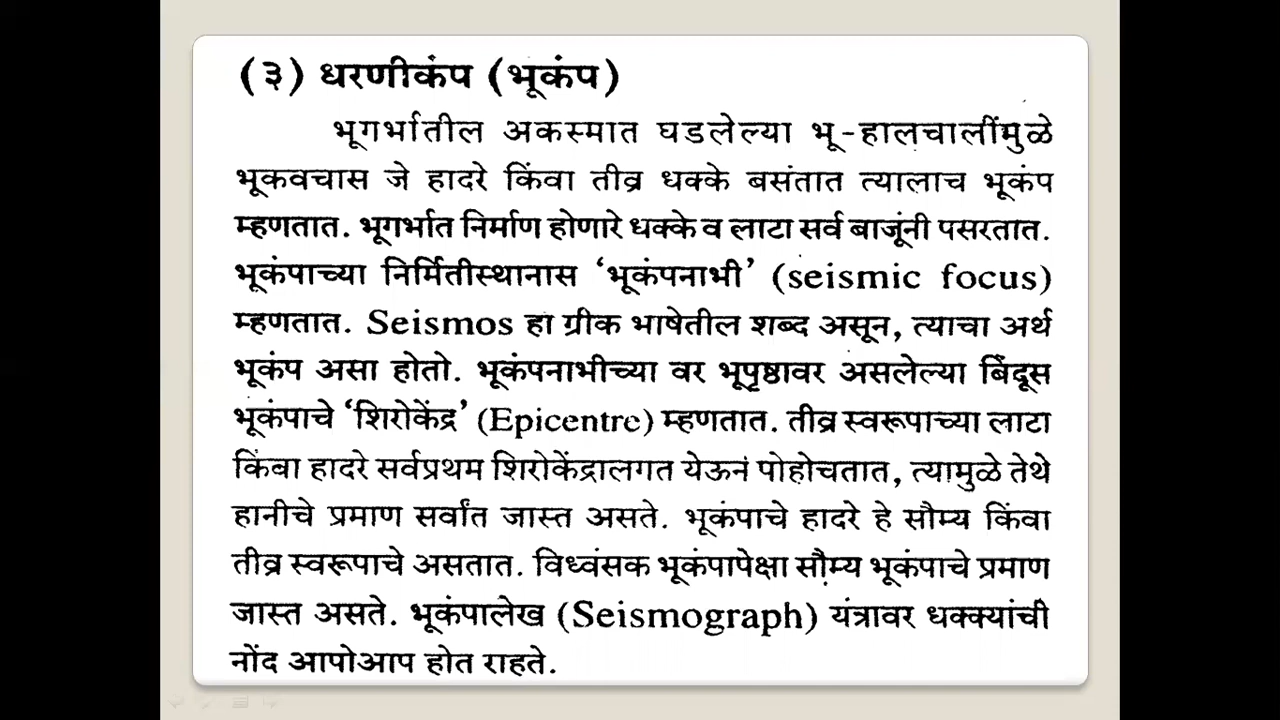 (३) धरणीकंप (भूकंप)
भूगर्भातील अकस्मात घडलेल्या भू-हालचालींमुळे
भूकवचास जे हादरे किंवा तीव्र धक्के बसंतात त्यालाच भूकंप
म्हणतात. भूगर्भात निर्माण होणारे धक्के व लाटा सर्व बाजूंनी पसरतात.
भूकंपाच्या निर्मितीस्थानास ‘भूकंपनाभी’ (seismic focus)
म्हणतात. Seismos हा ग्रीक भाषेतील शब्द असून, त्याचा अर्थ
भूकंप असा होतो. भूकंपनाभीच्या वर भूपृष्ठावर असलेल्या बिंदूस
भूकंपाचे ‘शिरोकेंद्र’ (Epicentre) म्हणतात. तीव्र स्वरूपाच्या लाटा
किंबा हादरे सर्वप्रथम शिरोकेंद्रालगत येऊनं पोहोचतात, त्यामुळे तेथे
हानीचे प्रमाण सर्वांत जास्त असते. भूकंपाचे हादरे हे सौम्य किंवा
तीव्र स्वरूपाचे असतात. विध्वंसक भूकंपापेक्षा सौम्य भूकंपाचे प्रमाण
जास्त असते. भूकंपालेख (Seismograph) यंत्रावर धक्क्यांची
नोंद आपोआप होत राहते.